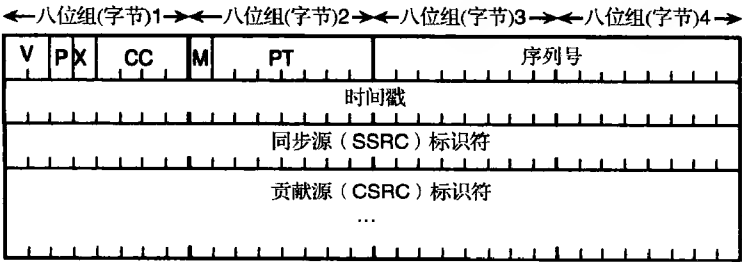 八位组(字节)1 八位组(字节)2 八位组(字节)3 八位组(字节)4
V P X CC M PT 序列号
时间戳
同步源（SSRC）标识符
贡献源（CSRC）标识符
…